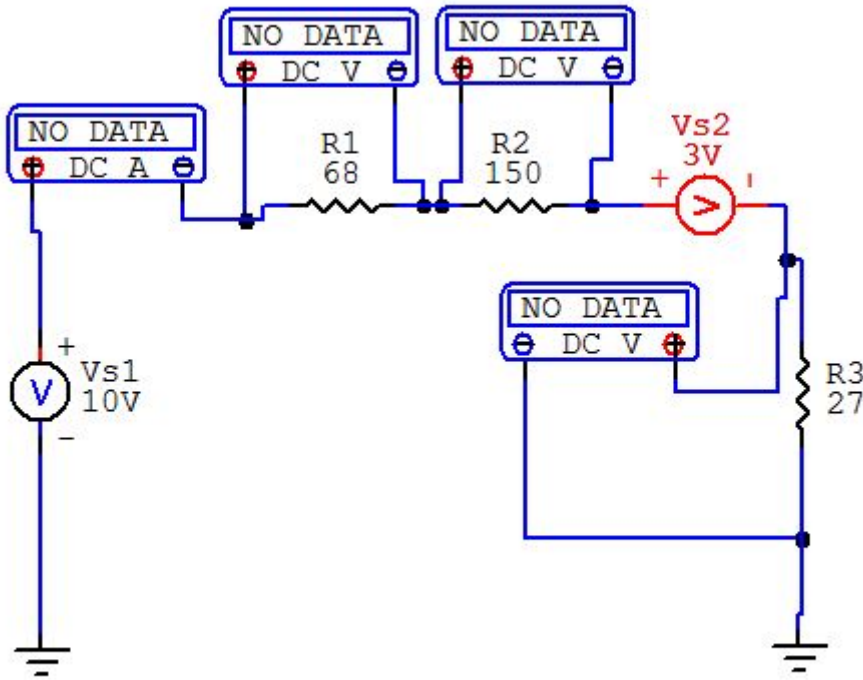 NO DATA
DC V
NO DATA
DC V
NO DATA
DC A
R1
68
R2
150
Vs2
3V
+
-
V
NO DATA
DC V
+
V
-
Vs1
10V
R3
27